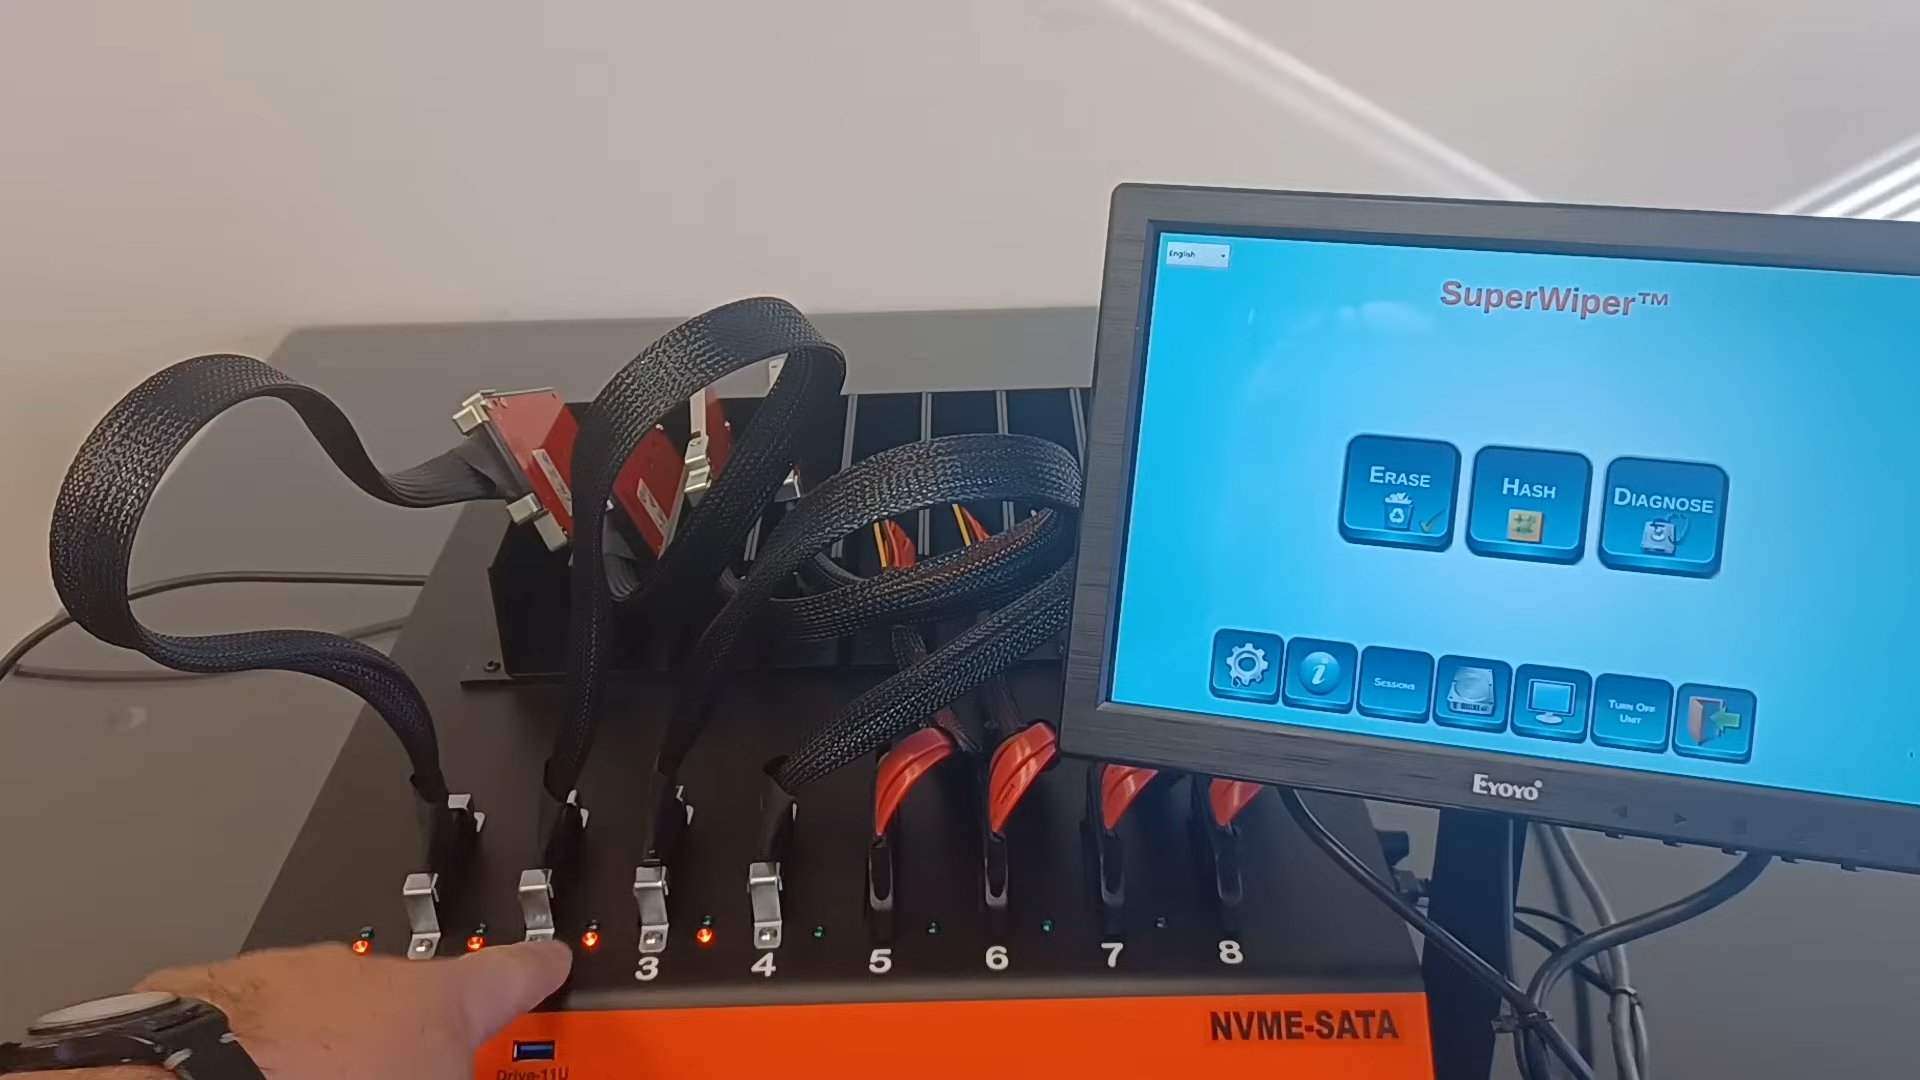 English
SuperWiper™
ERASE
HASH
DIAGNOSE
i
SESSIONS
TURN OFF
UNIT
EYOYO
3
4
5
6
7
8
NVME-SATA
Drive-11U